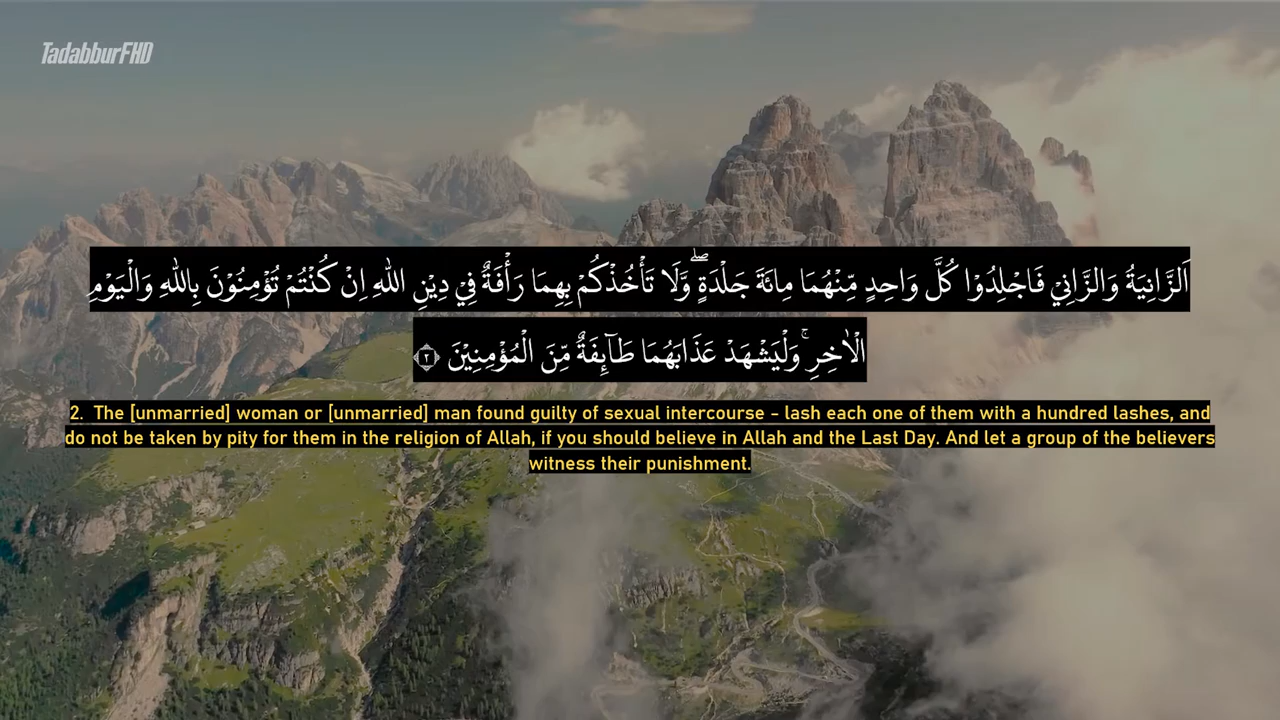 TadabburFHD
اَلزَّانِيَةُ وَالزَّانِيْ فَاجْلِدُوْا كُلَّ وَاحِدٍ مِّنْهُمَا مِائَةَ جَلْدَةٍۖ وَّلَا تَأْخُذْكُمْ بِهِمَا رَأْفَةٌ فِيْ دِيْنِ اللّٰهِ اِنْ كُنْتُمْ تُؤْمِنُوْنَ بِاللّٰهِ وَالْيَوْمِ
الْاٰخِرِۚ وَلْيَشْهَدْ عَذَابَهُمَا طَاۤىِٕفَةٌ مِّنَ الْمُؤْمِنِيْنَ ۝٢
2. The [unmarried] woman or [unmarried] man found guilty of sexual intercourse - lash each one of them with a hundred lashes, and
do not be taken by pity for them in the religion of Allah, if you should believe in Allah and the Last Day. And let a group of the believers
witness their punishment.